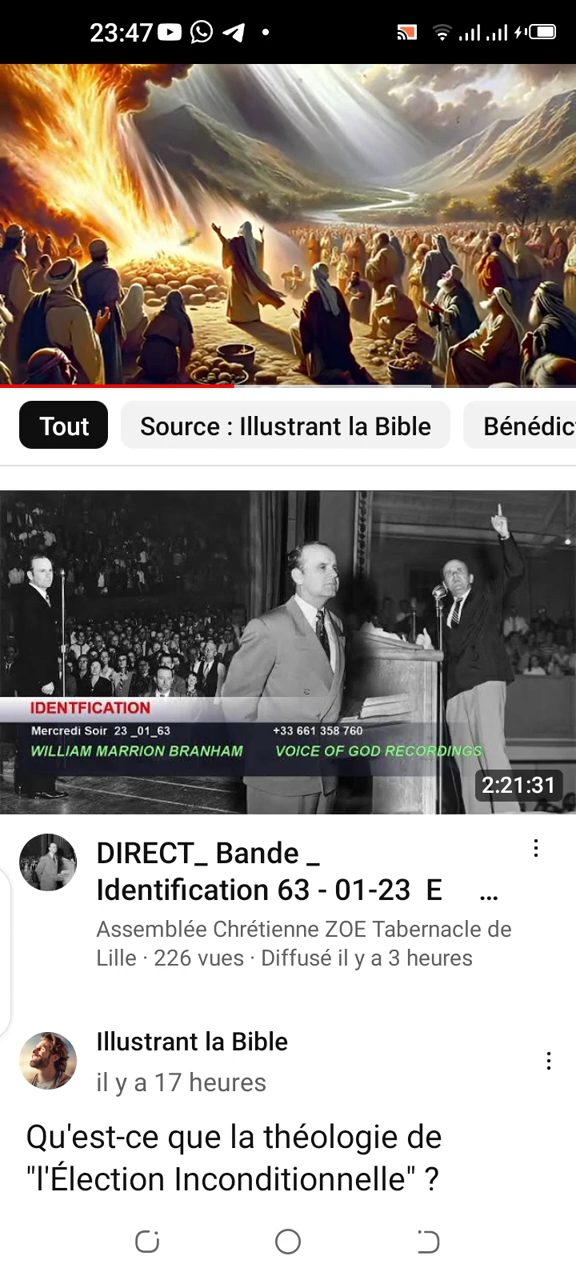 23:47
Tout
Source : Illustrant la Bible
Bénédic
IDENTFICATION
Mercredi Soir 23 _01_63
+33 661 358 760
WILLIAM MARRION BRANHAM
VOICE OF GOD RECORDINGS
2:21:31
DIRECT_ Bande _
Identification 63 - 01-23 E ...
Assemblée Chrétienne ZOE Tabernacle de
Lille · 226 vues · Diffusé il y a 3 heures
Illustrant la Bible
il y a 17 heures
Qu'est-ce que la théologie de
"l'Élection Inconditionnelle" ?